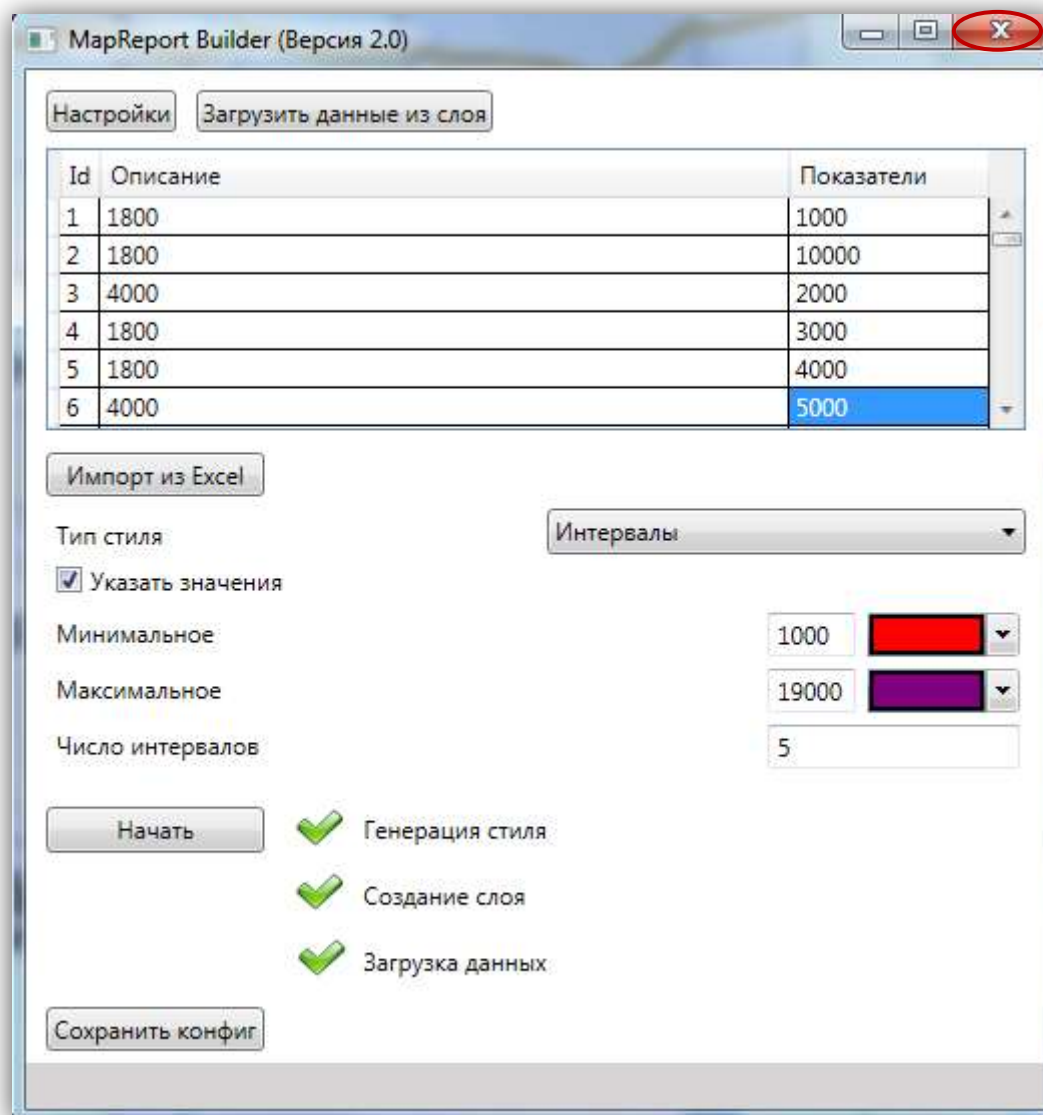 MapReport Builder (Версия 2.0)
Настройки Загрузить данные из слоя
Id Описание Показатели
1 1800 1000
2 1800 10000
3 4000 2000
4 1800 3000
5 1800 4000
6 4000 5000
Импорт из Excel
Тип стиля Интервалы
Указать значения
Минимальное 1000
Максимальное 19000
Число интервалов 5
Начать Генерация стиля
Создание слоя
Загрузка данных
Сохранить конфиг